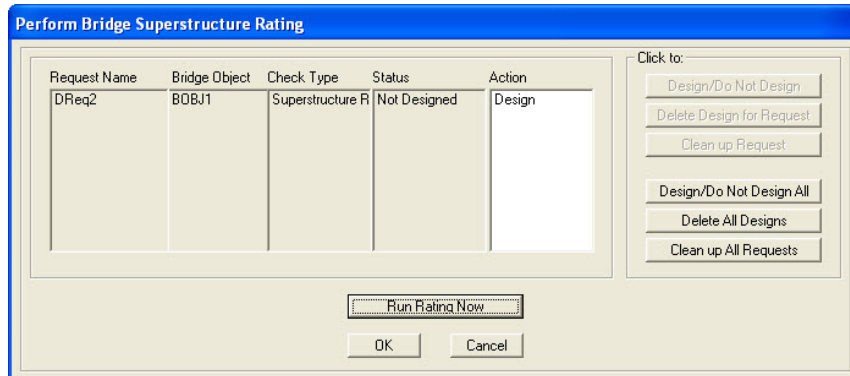 Perform Bridge Superstructure Rating
Request Name Bridge Object Check Type Status Action
DReq2 BOBJ1 Superstructure R Not Designed Design
Click to:
Design/Do Not Design
Delete Design for Request
Clean up Request
Design/Do Not Design All
Delete All Designs
Clean up All Requests
Run Rating Now
OK Cancel